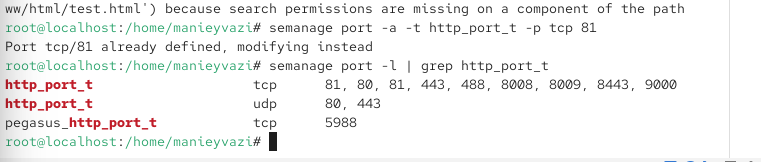 ww/html/test.html') because search permissions are missing on a component of the path
root@localhost:/home/manieyvazi# semanage port -a -t http_port_t -p tcp 81
Port tcp/81 already defined, modifying instead
root@localhost:/home/manieyvazi# semanage port -l | grep http_port_t
http_port_t                    tcp      81, 80, 81, 443, 488, 8008, 8009, 8443, 9000
http_port_t                    udp      80, 443
pegasus_http_port_t            tcp      5988
root@localhost:/home/manieyvazi#